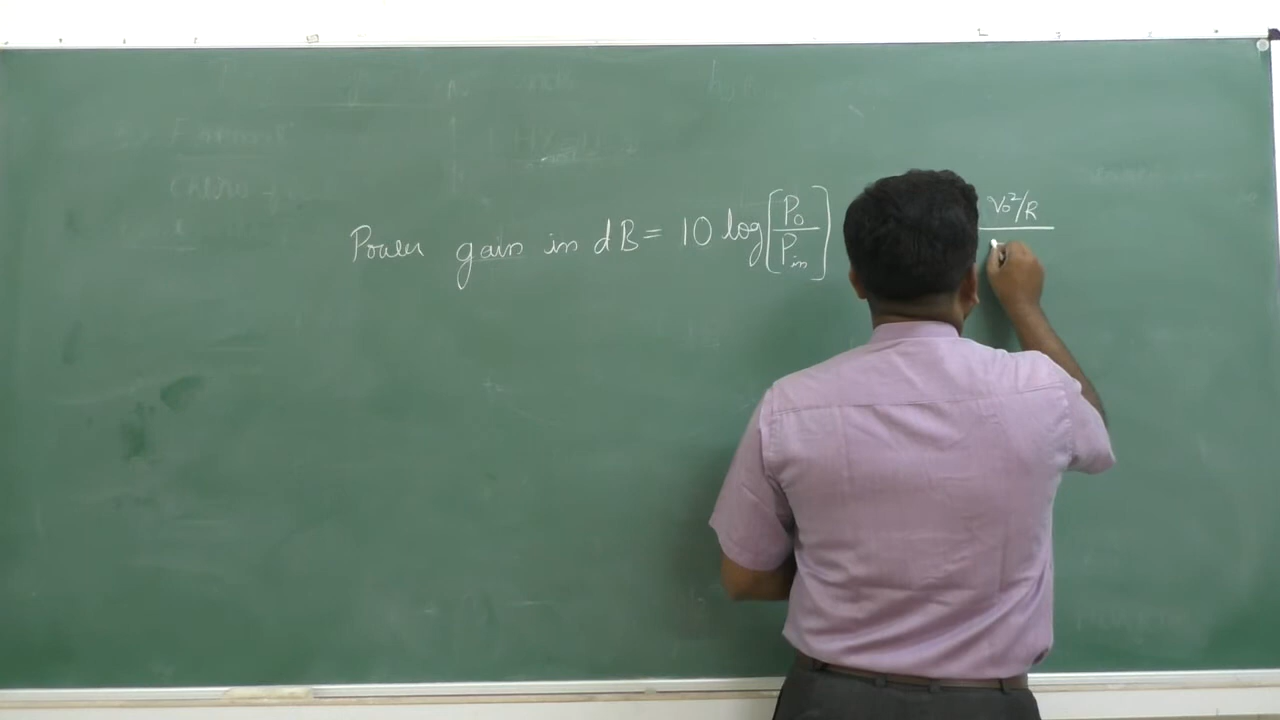 Power gain in dB = 10 log [P₀/Pᵢₙ] V₀²/R